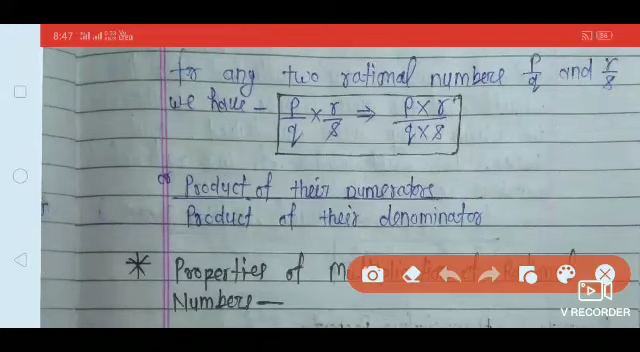 8:47
for any two rational numbers p/q and r/s
we have - p/q × r/s ⇒ p × r / q × s
or Product of their numerators
Product of their denominator
* Properties of
Numbers —
V RECORDER